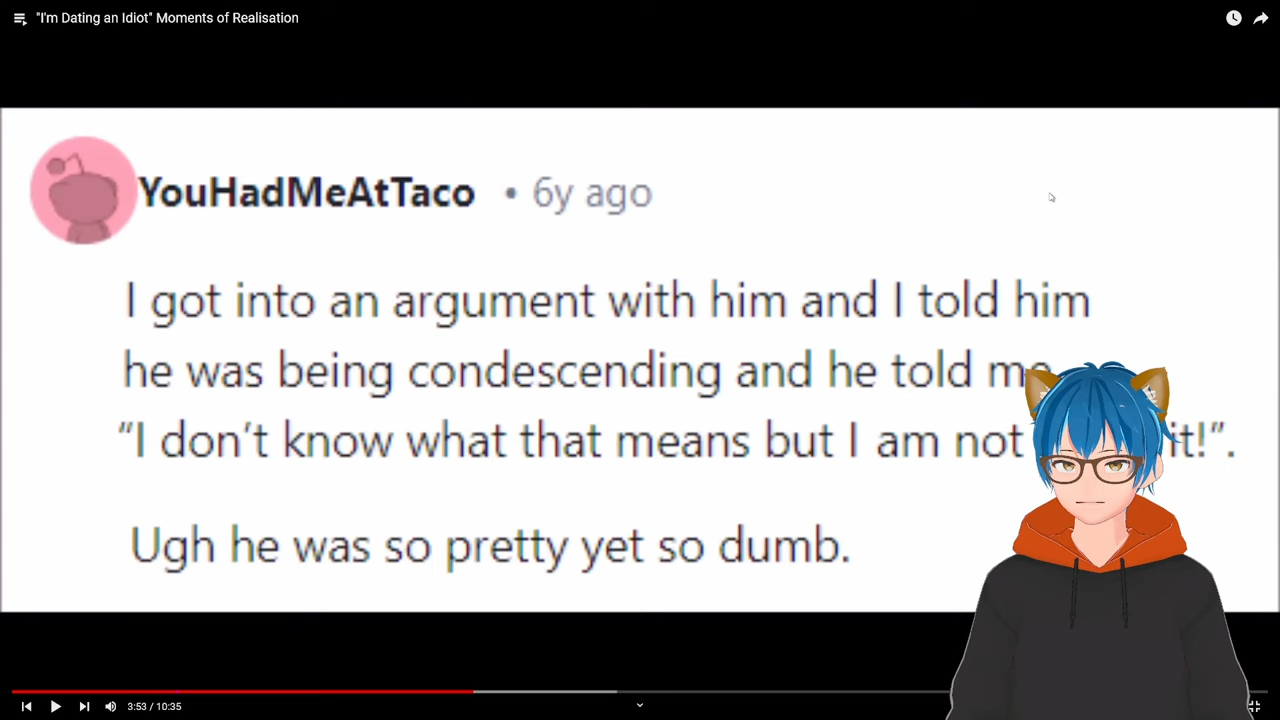 "I'm Dating an Idiot" Moments of Realisation
YouHadMeAtTaco • 6y ago
I got into an argument with him and I told him
he was being condescending and he told me
“I don’t know what that means but I am not it!”.
Ugh he was so pretty yet so dumb.
3:53 / 10:35